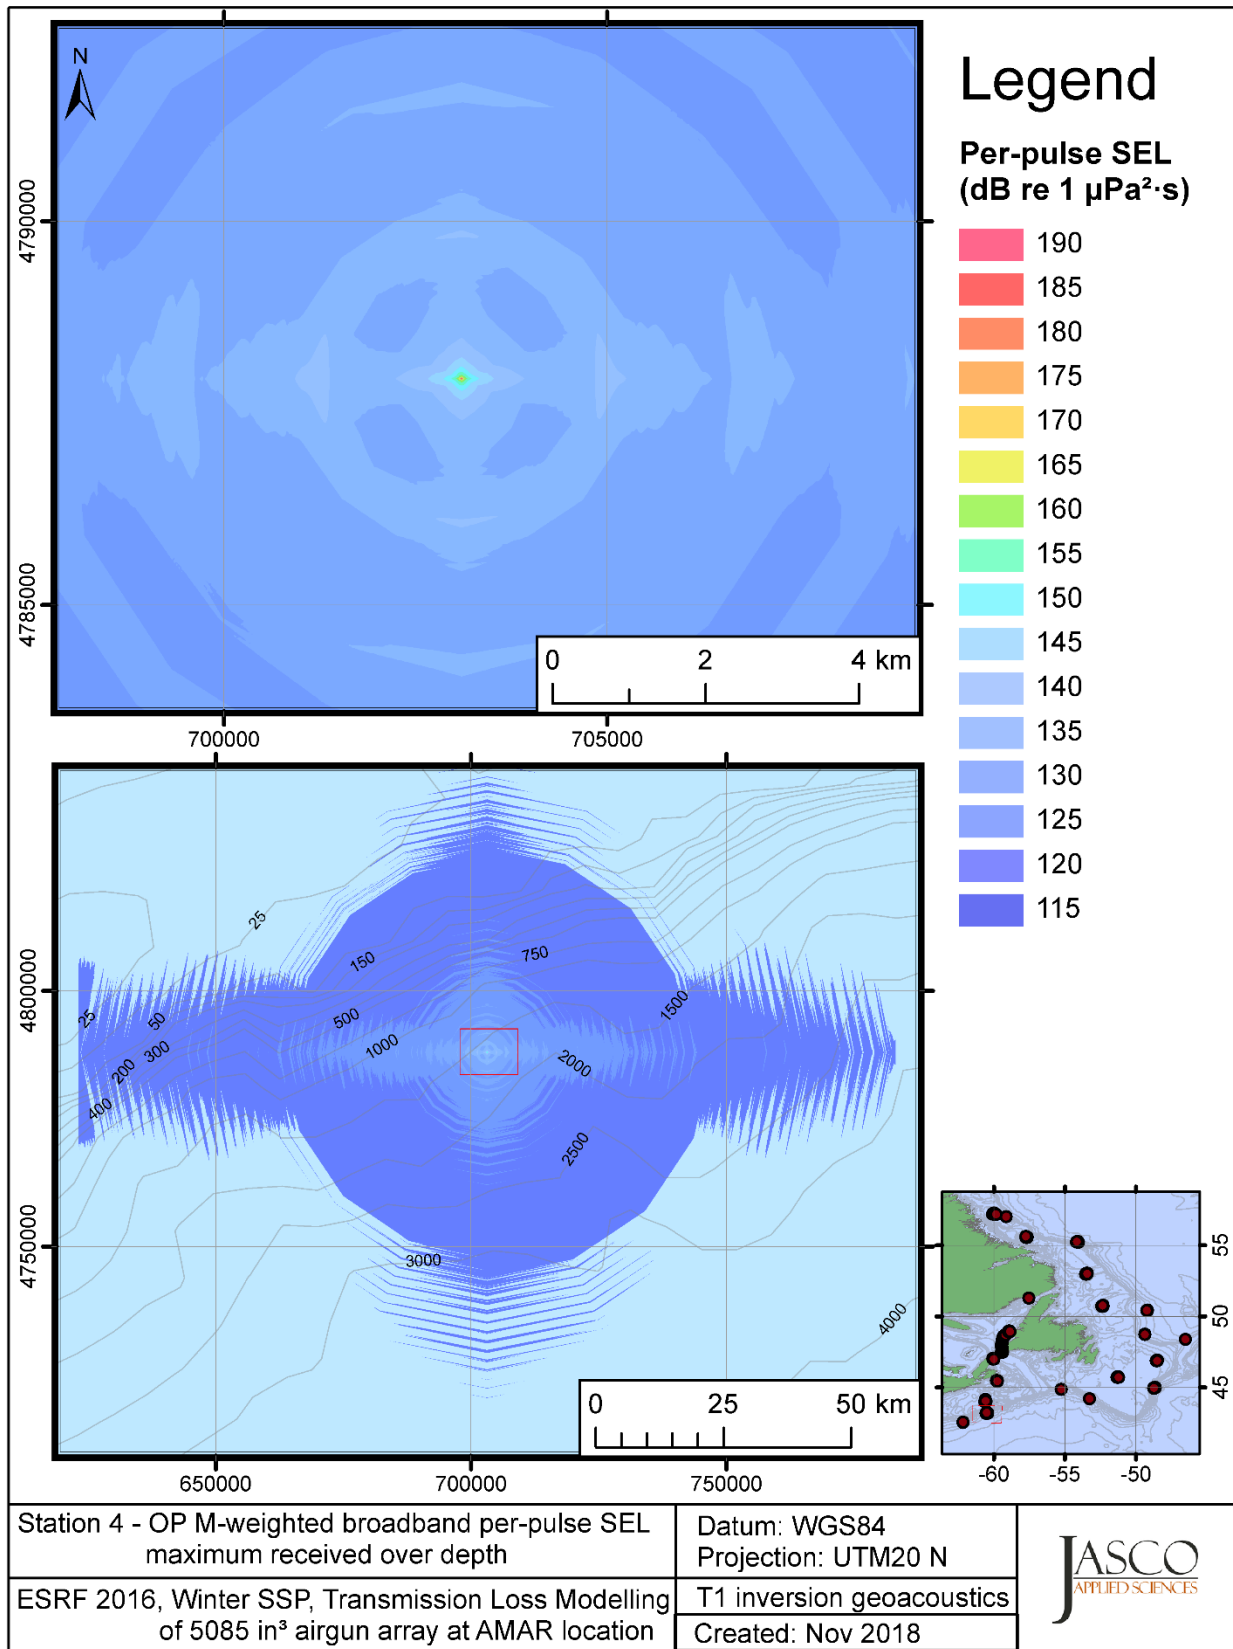 N
4790000
4785000
0 2 4 km
700000 705000
Legend
Per-pulse SEL
(dB re 1 µPa²·s)
190
185
180
175
170
165
160
155
150
145
140
135
130
125
120
115
4800000
4750000
25
150
750
500
1500
25
50
300
1000
200
2000
400
2500
3000
4000
0 25 50 km
650000 700000 750000
55
50
45
-60 -55 -50
Station 4 - OP M-weighted broadband per-pulse SEL
maximum received over depth
Datum: WGS84
Projection: UTM20 N
ESRF 2016, Winter SSP, Transmission Loss Modelling
of 5085 in³ airgun array at AMAR location
T1 inversion geoacoustics
Created: Nov 2018
JASCO
APPLIED SCIENCES